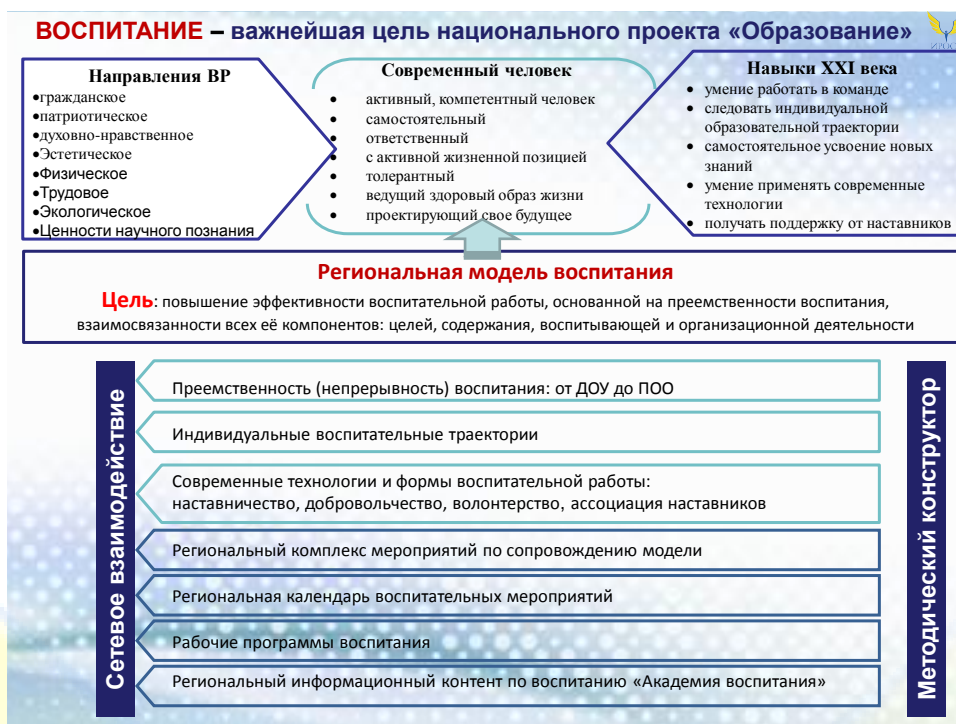 ВОСПИТАНИЕ – важнейшая цель национального проекта «Образование»
ИРОСТ
Направления ВР
•гражданское
•патриотическое
•духовно-нравственное
•Эстетическое
•Физическое
•Трудовое
•Экологическое
•Ценности научного познания
Современный человек
• активный, компетентный человек
• самостоятельный
• ответственный
• с активной жизненной позицией
• толерантный
• ведущий здоровый образ жизни
• проектирующий свое будущее
Навыки XXI века
• умение работать в команде
• следовать индивидуальной
образовательной траектории
• самостоятельное усвоение новых
знаний
• умение применять современные
технологии
• получать поддержку от наставников
Региональная модель воспитания
Цель: повышение эффективности воспитательной работы, основанной на преемственности воспитания,
взаимосвязанности всех её компонентов: целей, содержания, воспитывающей и организационной деятельности
Сетевое взаимодействие
Преемственность (непрерывность) воспитания: от ДОУ до ПОО
Индивидуальные воспитательные траектории
Современные технологии и формы воспитательной работы:
наставничество, добровольчество, волонтерство, ассоциация наставников
Региональный комплекс мероприятий по сопровождению модели
Региональная календарь воспитательных мероприятий
Рабочие программы воспитания
Региональный информационный контент по воспитанию «Академия воспитания»
Методический конструктор